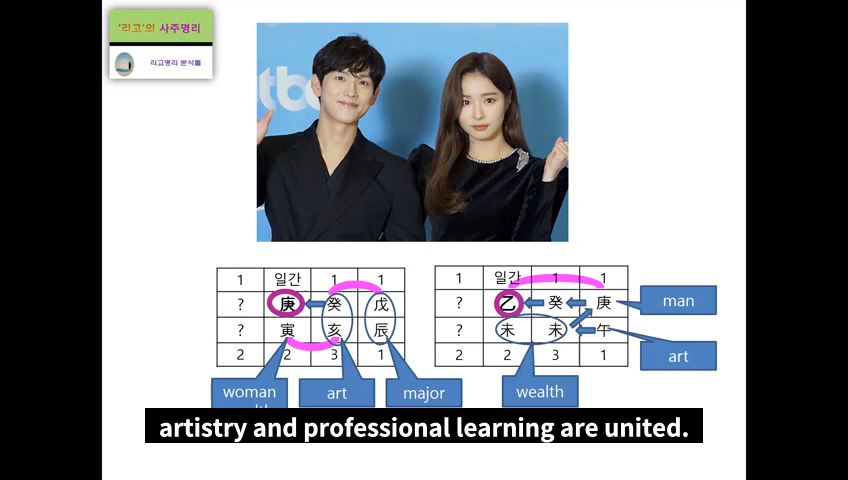 '리고'의 사주명리
리고명리 분석틀
tbc
1 일간 1 1
? 庚 癸 戊
? 寅 亥 辰
2 2 3 1
woman
art
major
1 일간 1 1
? 乙 癸 庚
? 未 未 午
2 2 3 1
man
art
wealth
artistry and professional learning are united.